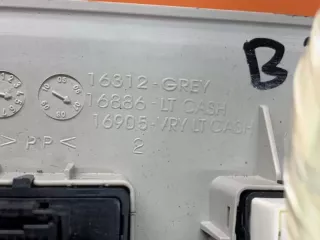 B
16312-GREY
16886-LT CASH
16905-VRY LT CASH
>PP<
2